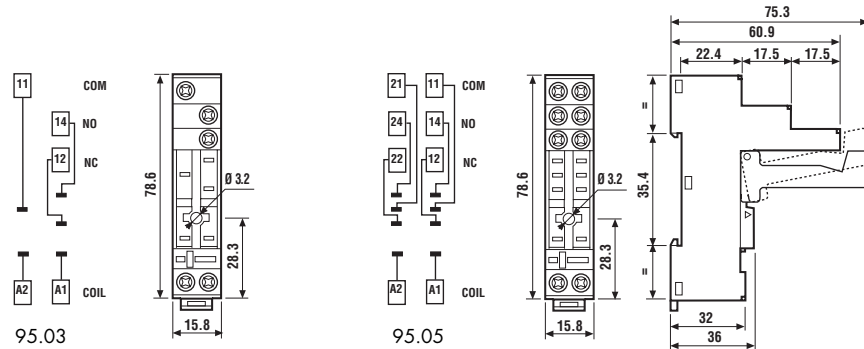 11 COM
14 NO
12 NC
A2 A1 COIL
95.03
78.6
Ø 3.2
28.3
15.8
21 11 COM
24 14 NO
22 12 NC
A2 A1 COIL
95.05
78.6
Ø 3.2
28.3
15.8
75.3
60.9
22.4 17.5 17.5
=
35.4
=
32
36